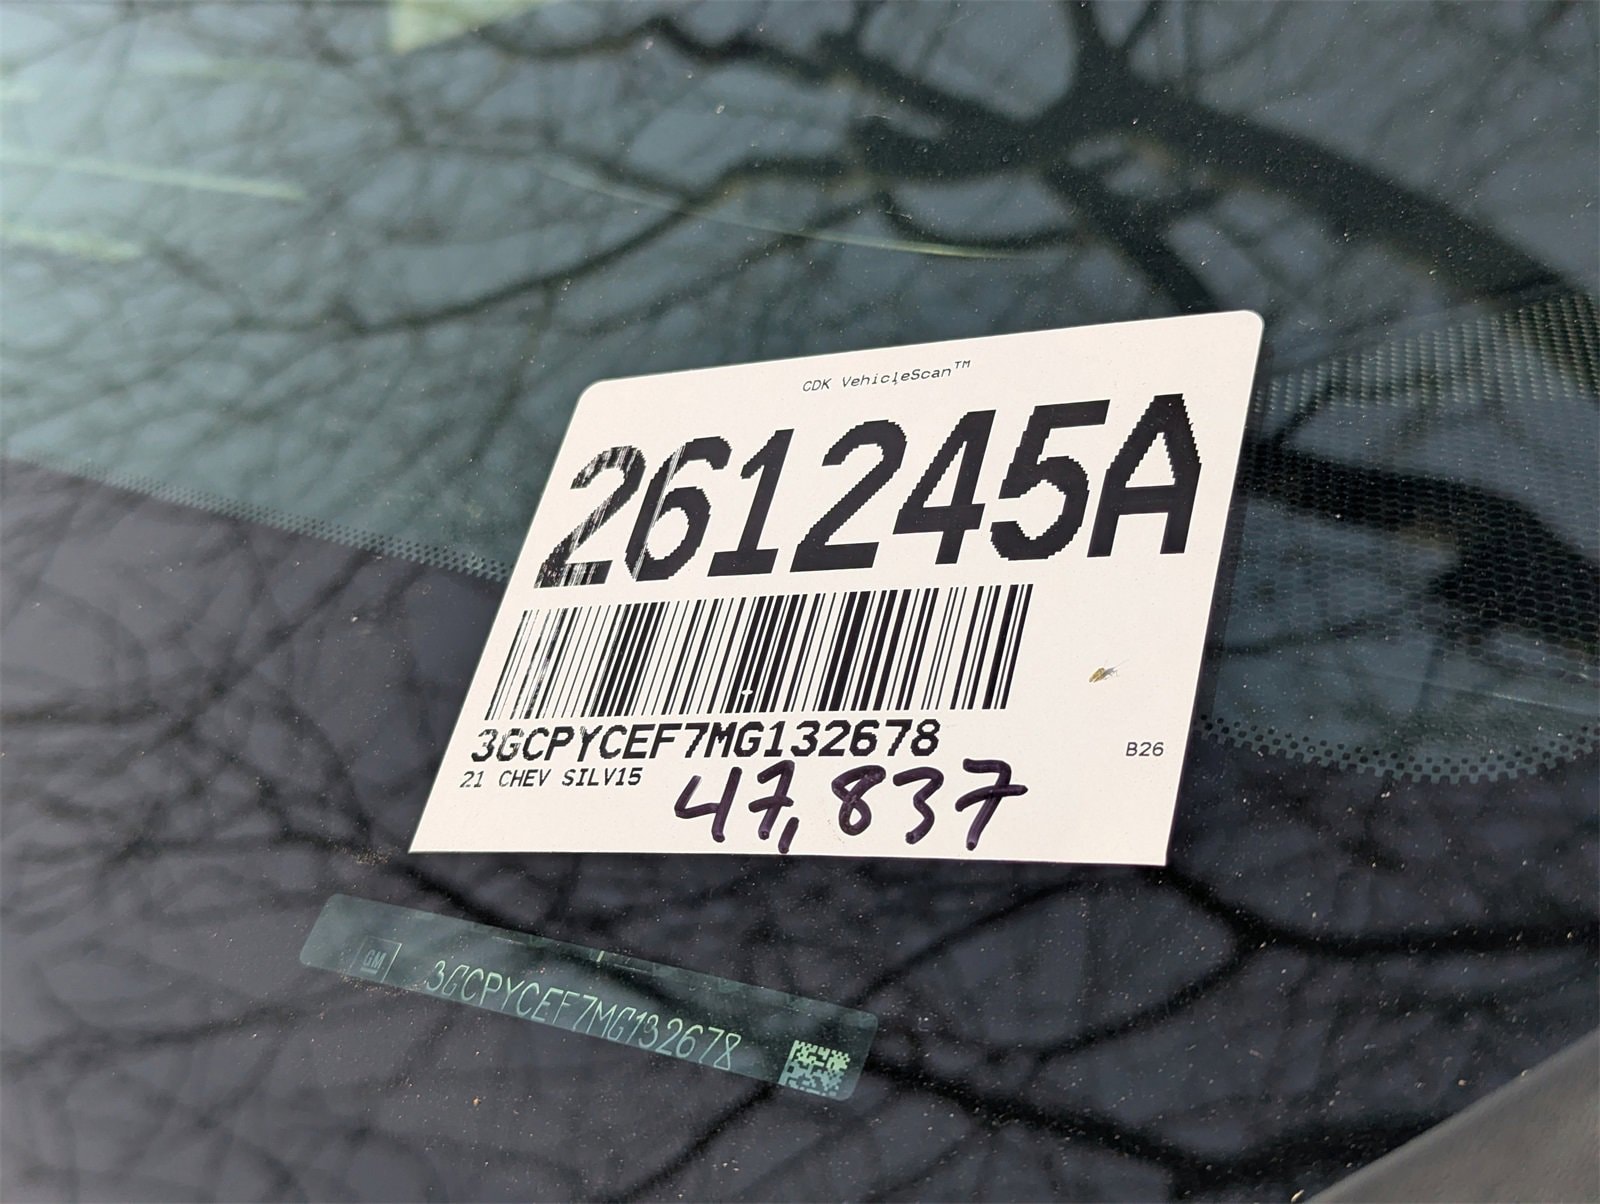 CDK VehicleScan™
261245A
3GCPYCEF7MG132678
21 CHEV SILV15
B26
47,837
GM 3GCPYCEF7MG132678